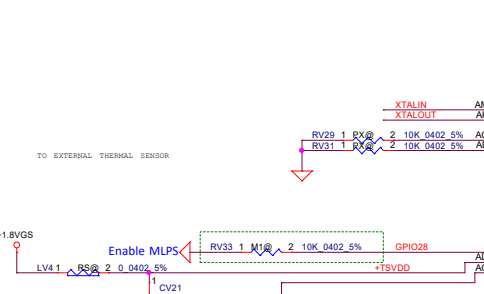 XTALIN
XTALOUT
RV29 1 PX@ 2 10K_0402_5%
RV31 1 PX@ 2 10K_0402_5%
TO EXTERNAL THERMAL SENSOR
+1.8VGS
Enable MLPS RV33 1 M1@ 2 10K_0402_5% GPIO28
LV4 1 RS@ 2 0_0402_5% +TSVDD
1
CV21